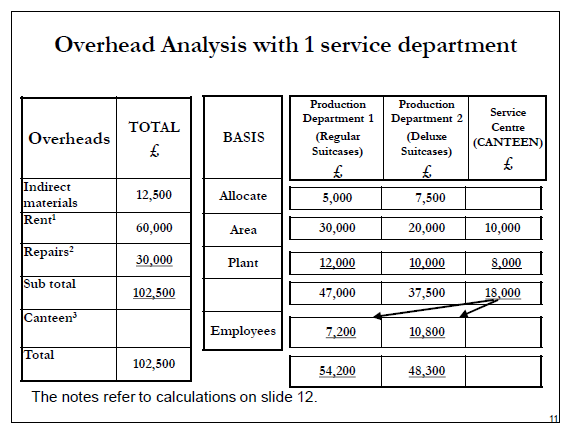 Overhead Analysis with 1 service department
Overheads TOTAL £ BASIS Production Department 1 (Regular Suitcases) £ Production Department 2 (Deluxe Suitcases) £ Service Centre (CANTEEN) £
Indirect materials 12,500 Allocate 5,000 7,500
Rent¹ 60,000 Area 30,000 20,000 10,000
Repairs² 30,000 Plant 12,000 10,000 8,000
Sub total 102,500 47,000 37,500 18,000
Canteen³ Employees 7,200 10,800
Total 102,500 54,200 48,300
The notes refer to calculations on slide 12.
11